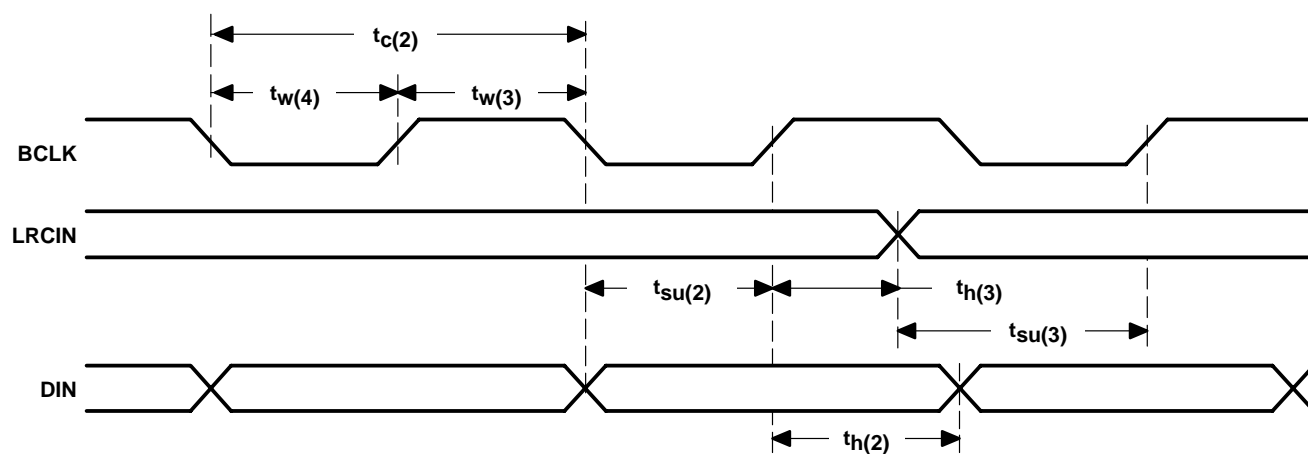 tc(2)
tw(4) tw(3)
BCLK
LRCIN
tsu(2) th(3)
tsu(3)
DIN
th(2)